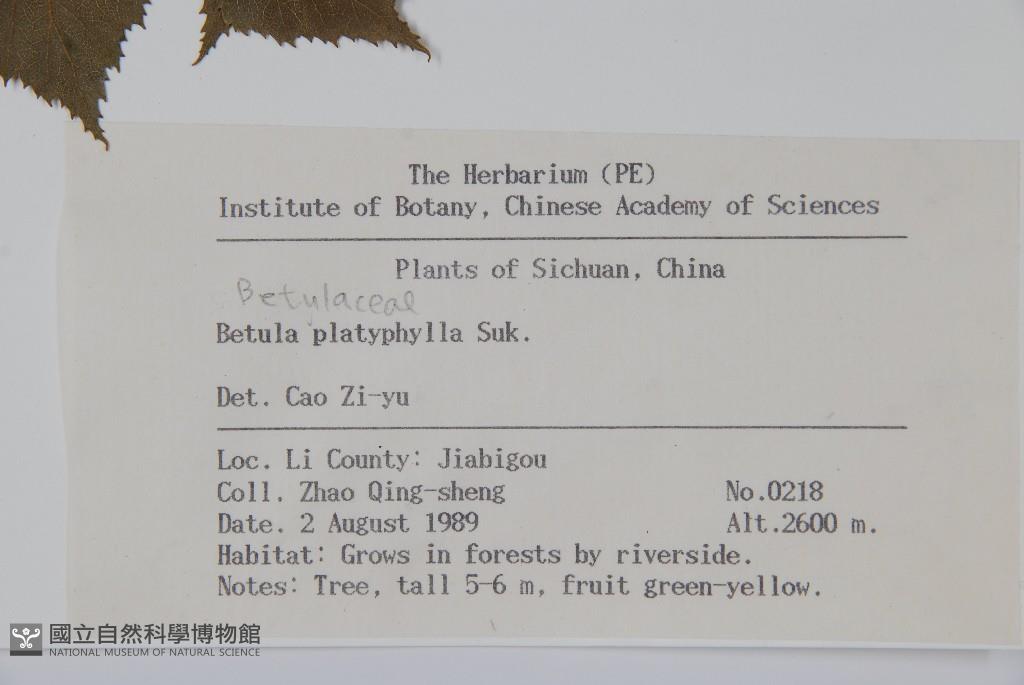 The Herbarium (PE)
Institute of Botany, Chinese Academy of Sciences
Plants of Sichuan, China
Betulaceae
Betula platyphylla Suk.
Det. Cao Zi-yu
Loc. Li County: Jiabigou
Coll. Zhao Qing-sheng No.0218
Date. 2 August 1989 Alt.2600 m.
Habitat: Grows in forests by riverside.
Notes: Tree, tall 5-6 m, fruit green-yellow.
國立自然科學博物館
NATIONAL MUSEUM OF NATURAL SCIENCE